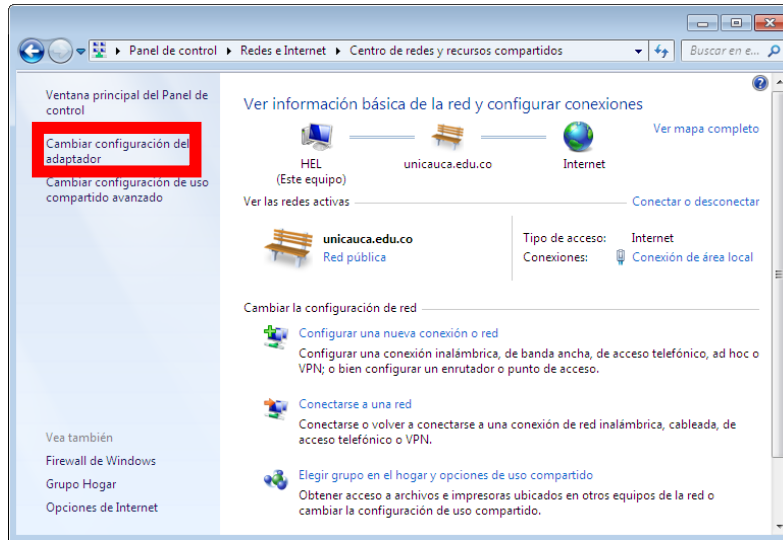 Panel de control ▸ Redes e Internet ▸ Centro de redes y recursos compartidos
Buscar en e...
Ventana principal del Panel de
control
Cambiar configuración del
adaptador
Cambiar configuración de uso
compartido avanzado
Ver información básica de la red y configurar conexiones
Ver mapa completo
HEL
(Este equipo)
unicauca.edu.co
Internet
Ver las redes activas
Conectar o desconectar
unicauca.edu.co
Red pública
Tipo de acceso: Internet
Conexiones: Conexión de área local
Cambiar la configuración de red
Configurar una nueva conexión o red
Configurar una conexión inalámbrica, de banda ancha, de acceso telefónico, ad hoc o
VPN; o bien configurar un enrutador o punto de acceso.
Conectarse a una red
Conectarse o volver a conectarse a una conexión de red inalámbrica, cableada, de
acceso telefónico o VPN.
Elegir grupo en el hogar y opciones de uso compartido
Obtener acceso a archivos e impresoras ubicados en otros equipos de la red o
cambiar la configuración de uso compartido.
Vea también
Firewall de Windows
Grupo Hogar
Opciones de Internet